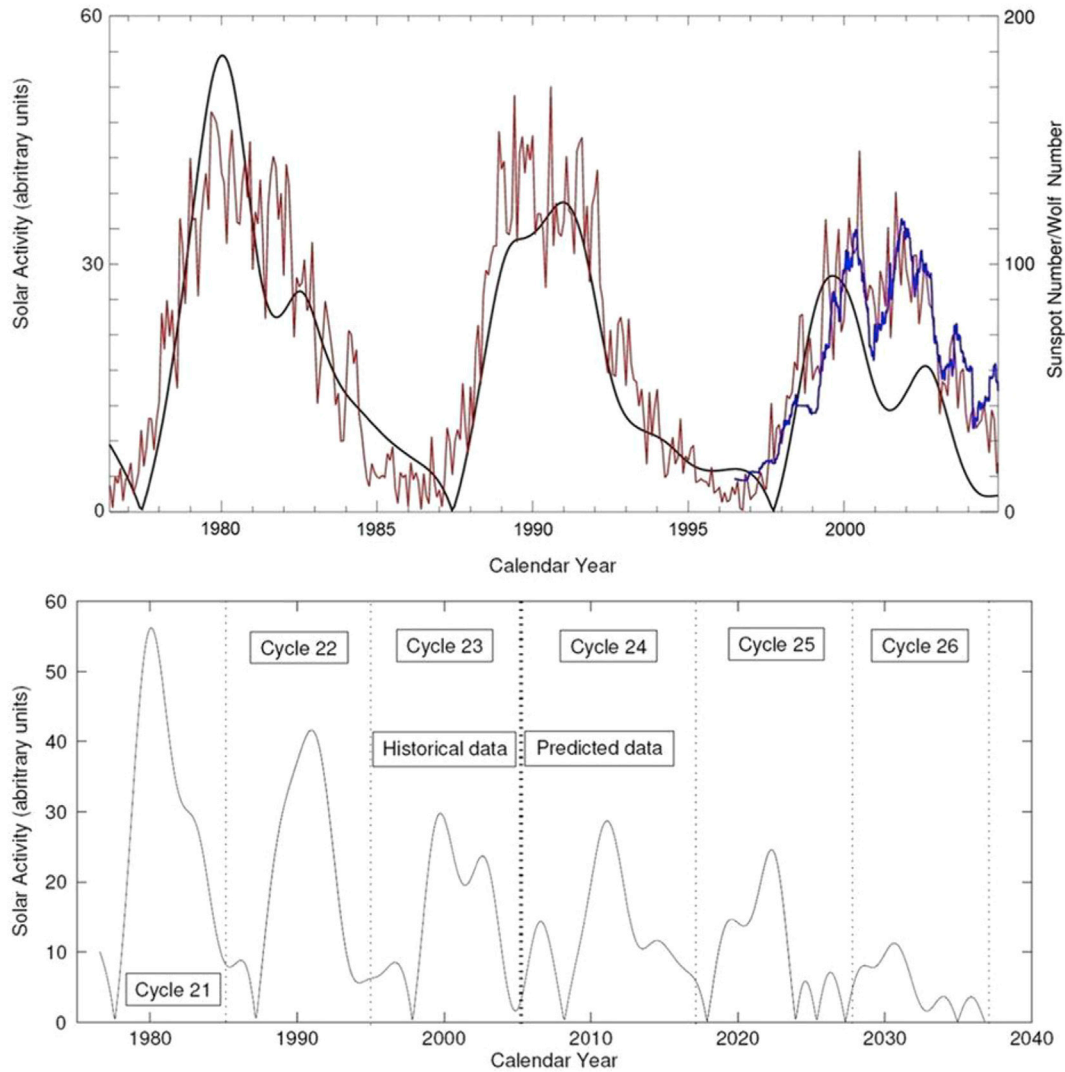 60
200
Solar Activity (abritrary units)
Sunspot Number/Wolf Number
30
100
0
0
1980
1985
1990
1995
2000
Calendar Year
60
Cycle 22
Cycle 23
Cycle 24
Cycle 25
Cycle 26
50
Solar Activity (abritrary units)
40
Historical data
Predicted data
30
20
10
Cycle 21
0
1980
1990
2000
2010
2020
2030
2040
Calendar Year